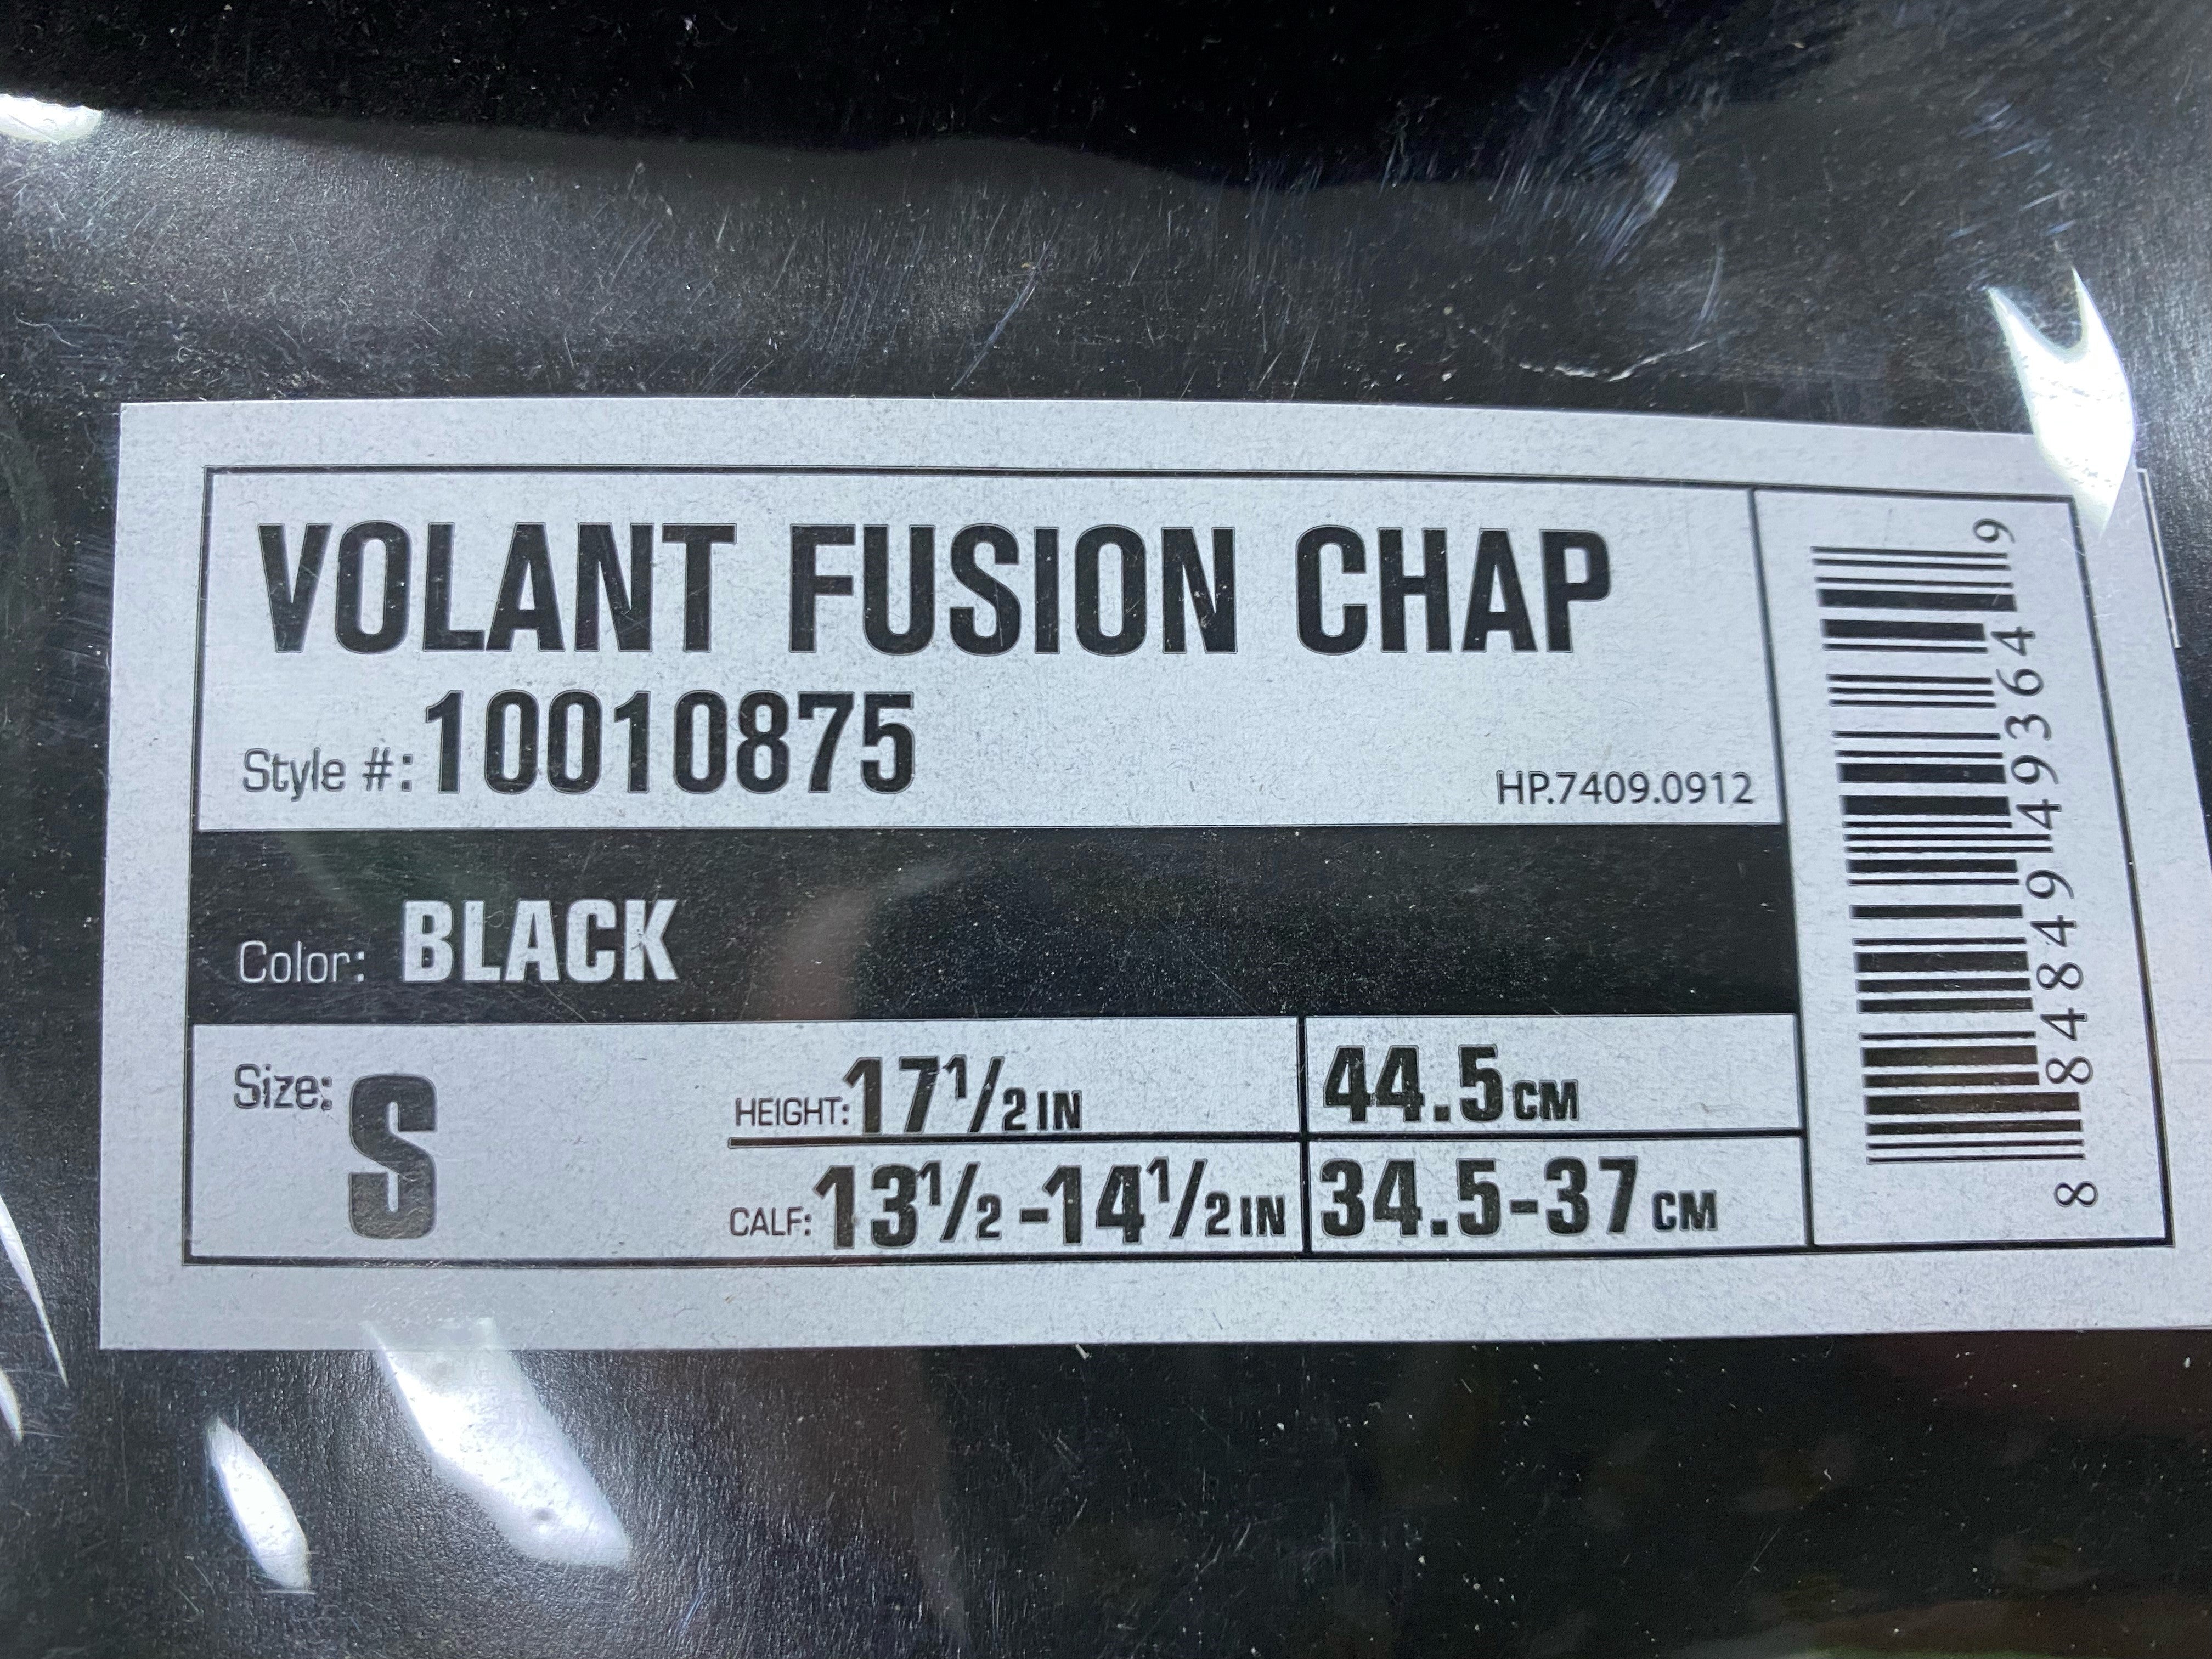 VOLANT FUSION CHAP
Style #: 10010875
HP.7409.0912
Color: BLACK
Size: S
HEIGHT: 17 1/2 IN
44.5 CM
CALF: 13 1/2 - 14 1/2 IN
34.5-37 CM
8 84849 49364 9